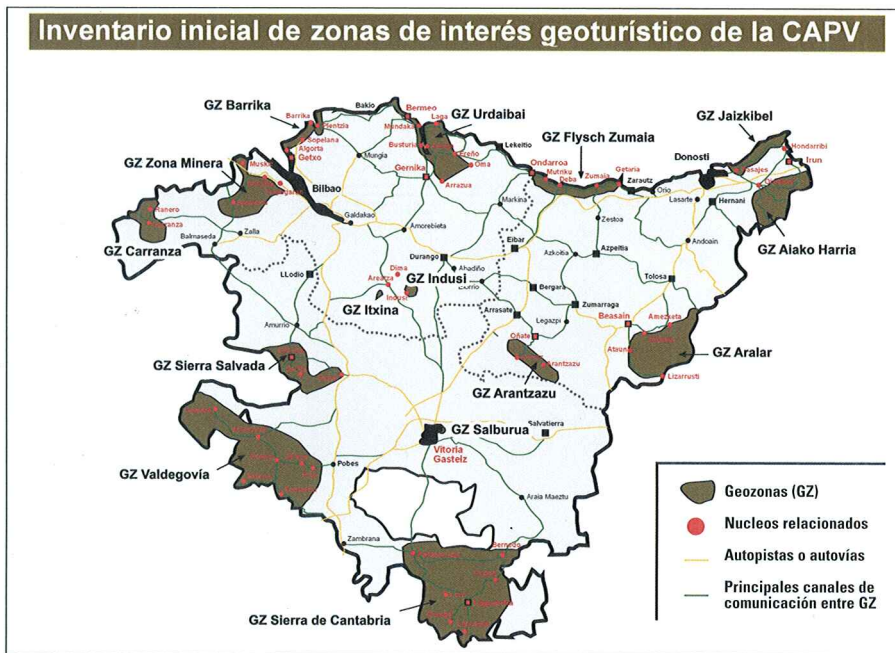 Inventario inicial de zonas de interés geoturístico de la CAPV
GZ Barrika
Barrika
Plentzia
Bakio
Bermeo
Mundaka
Laga
GZ Urdaibai
GZ Jaizkibel
Sopelana
Algorta
Getxo
Mungia
Busturia
Lekeitio
GZ Flysch Zumaia
Hondarribi
GZ Zona Minera
Gernika
Oma
Arrazua
Ondarroa
Mutriku
Deba
Zumaia
Getaria
Zarautz
Orio
Donosti
Irun
Bilbao
Galdakao
Markina
Zestoa
Lasarte
Hernani
GZ Carranza
Balmaseda
Zalla
Amorebieta
Eibar
Azkoitia
Azpeitia
Andoain
GZ Aiako Harria
LLodio
Durango
Abadiño
Dima
Areatza
GZ Indusi
Indusi
GZ Itxina
Bergara
Zumarraga
Tolosa
Amurrio
Arrasate
Legazpi
Beasain
Amezketa
Oñate
GZ Sierra Salvada
Arantzazu
GZ Arantzazu
Ataun
GZ Aralar
Lizarrusti
GZ Salburua
Salvatierra
Vitoria
Gasteiz
GZ Valdegovía
Pobes
Araia Maeztu
Zambrana
Bernedo
GZ Sierra de Cantabria
Geozonas (GZ)
Nucleos relacionados
Autopistas o autovías
Principales canales de
comunicación entre GZ